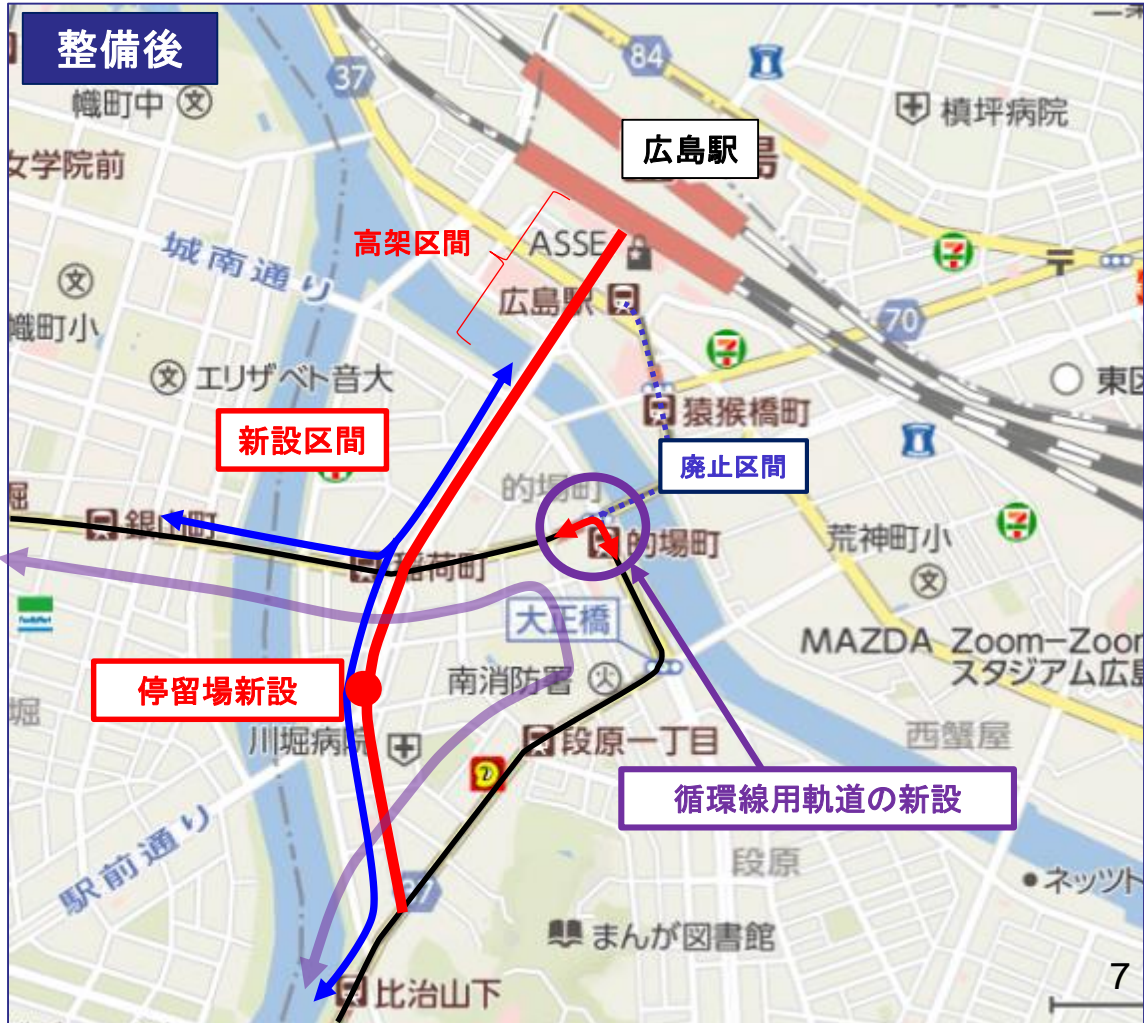 整備後
37
84
幟町中
槙坪病院
広島駅
女学院前
高架区間
ASSE
城南通り
広島駅
幟町小
70
エリザベト音大
猿猴橋町
東区
新設区間
廃止区間
的場町
銀山町
稲荷町
的場町
荒神町小
大正橋
MAZDA Zoom-Zoom
スタジアム広島
停留場新設
南消防署
堀
川堀病院
段原一丁目
西蟹屋
循環線用軌道の新設
駅前通り
段原
ネッツト
まんが図書館
比治山下
7